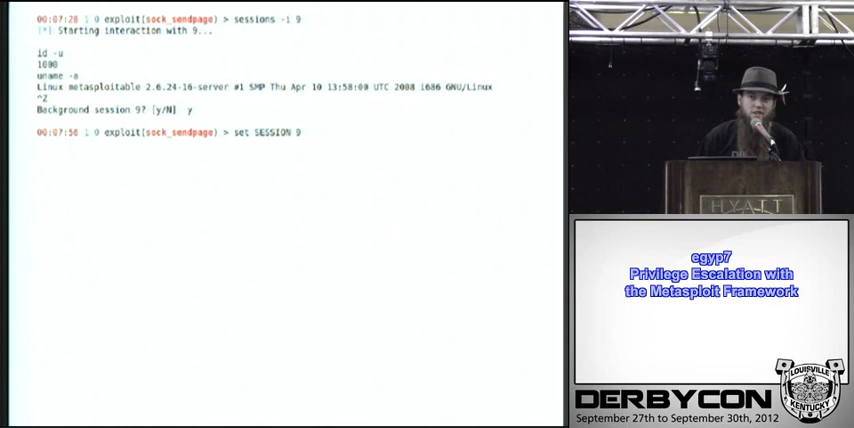 00:07:28 1 0 exploit(sock_sendpage) > sessions -i 9
[*] Starting interaction with 9...
id -u
1000
uname -a
Linux metasploitable 2.6.24-16-server #1 SMP Thu Apr 10 13:58:00 UTC 2008 i686 GNU/Linux
^Z
Background session 9? [y/N]  y
00:07:56 1 0 exploit(sock_sendpage) > set SESSION 9
HYATT
egyp7
Privilege Escalation with
the Metasploit Framework
LOUISVILLE
KENTUCKY
DERBYCON
September 27th to September 30th, 2012